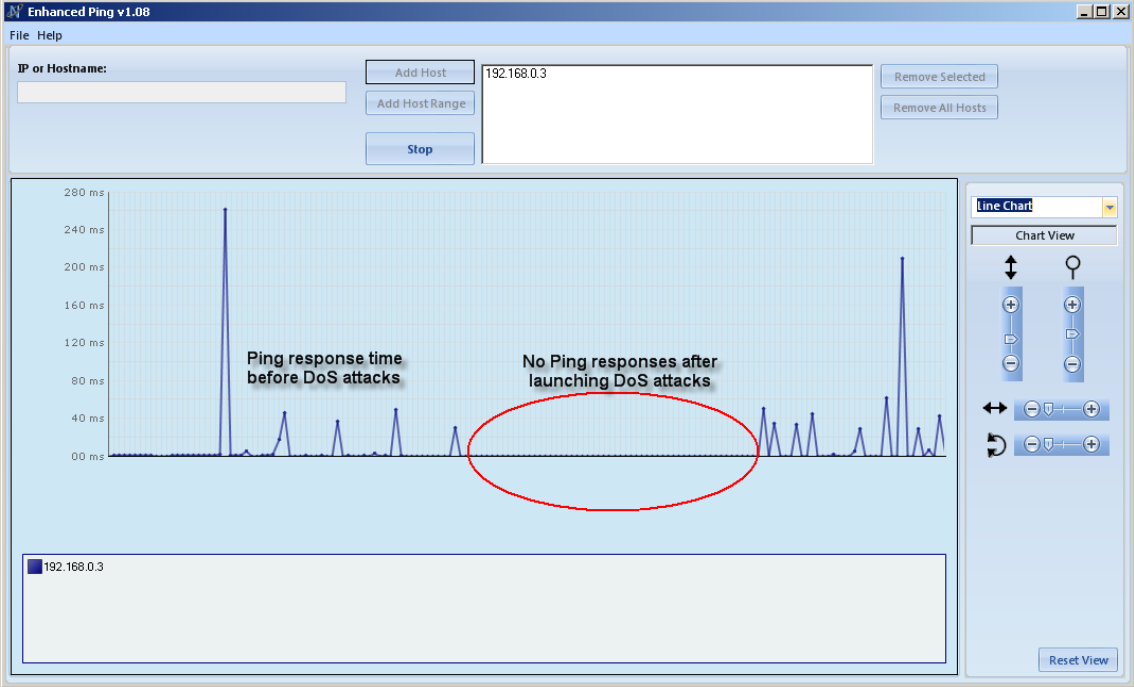 Enhanced Ping v1.08
File Help
IP or Hostname:
Add Host
Add Host Range
Stop
192.168.0.3
Remove Selected
Remove All Hosts
280 ms
240 ms
200 ms
160 ms
120 ms
80 ms
40 ms
00 ms
Ping response time
before DoS attacks
No Ping responses after
launching DoS attacks
Line Chart
Chart View
192.168.0.3
Reset View